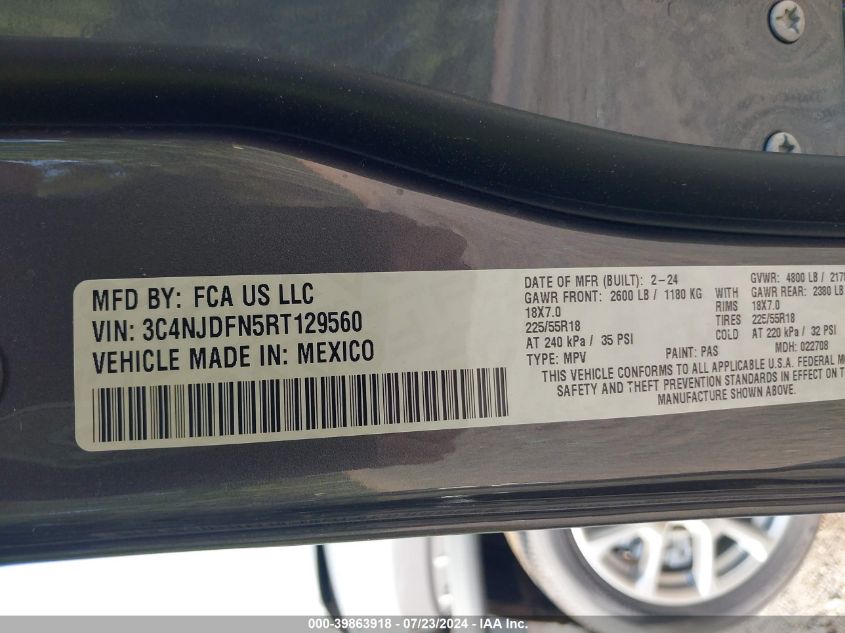 MFD BY: FCA US LLC
VIN: 3C4NJDFN5RT129560
VEHICLE MADE IN: MEXICO
DATE OF MFR (BUILT): 2-24
GVWR: 4800 LB /
GAWR FRONT: 2600 LB / 1180 KG WITH GAWR REAR: 2380 LB
18X7.0 RIMS 18X7.0
225/55R18 TIRES 225/55R18
AT 240 kPa / 35 PSI COLD AT 220 kPa / 32 PSI
TYPE: MPV PAINT: PAS MDH: 022708
THIS VEHICLE CONFORMS TO ALL APPLICABLE U.S.A. FEDERAL
SAFETY AND THEFT PREVENTION STANDARDS IN EFFECT ON
MANUFACTURE SHOWN ABOVE.
000-39863918 - 07/23/2024 - IAA Inc.